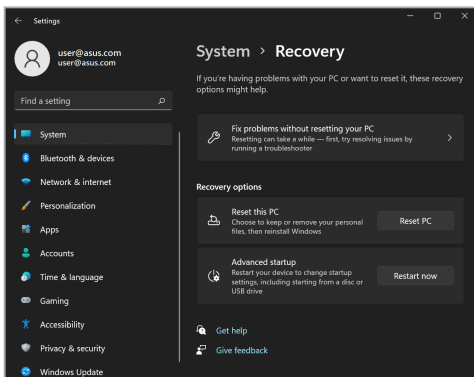 Settings
user@asus.com
user@asus.com
Find a setting
System
Bluetooth & devices
Network & internet
Personalization
Apps
Accounts
Time & language
Gaming
Accessibility
Privacy & security
Windows Update
System > Recovery
If you're having problems with your PC or want to reset it, these recovery
options might help.
Fix problems without resetting your PC
Resetting can take a while — first, try resolving issues by
running a troubleshooter
Recovery options
Reset this PC
Choose to keep or remove your personal
files, then reinstall Windows
Reset PC
Advanced startup
Restart your device to change startup
settings, including starting from a disc or
USB drive
Restart now
Get help
Give feedback